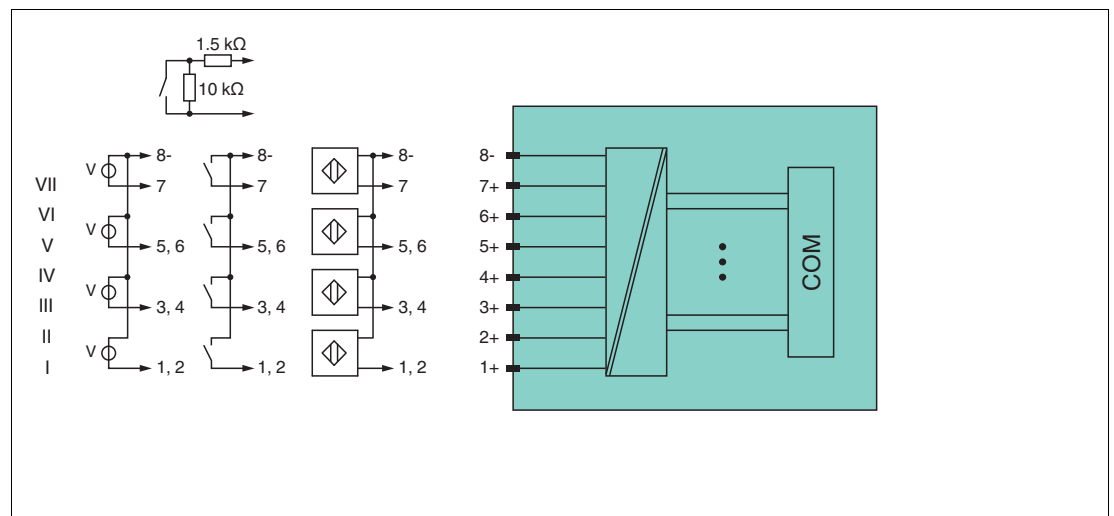 1.5 kΩ
10 kΩ
V 8- 8- 8- 8-
VII 7 7 7 7+
VI 6+
V V 5, 6 5, 6 5, 6 5+
IV 4+
V
III 3, 4 3, 4 3, 4 3+
II 2+
V
I 1, 2 1, 2 1, 2 1+
COM